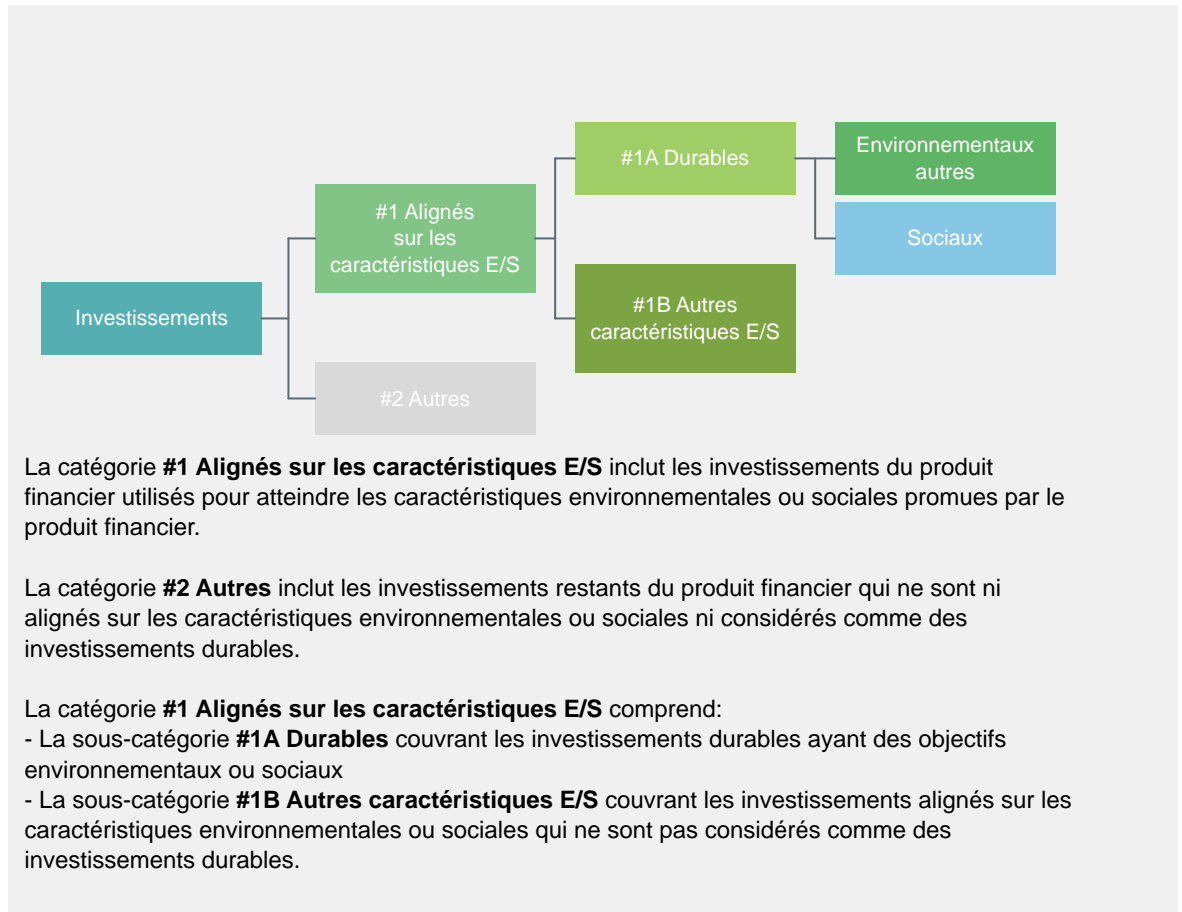 #1A Durables
Environnementaux
autres
#1 Alignés
sur les
caractéristiques E/S
Sociaux
Investissements
#1B Autres
caractéristiques E/S
#2 Autres
La catégorie #1 Alignés sur les caractéristiques E/S inclut les investissements du produit
financier utilisés pour atteindre les caractéristiques environnementales ou sociales promues par le
produit financier.
La catégorie #2 Autres inclut les investissements restants du produit financier qui ne sont ni
alignés sur les caractéristiques environnementales ou sociales ni considérés comme des
investissements durables.
La catégorie #1 Alignés sur les caractéristiques E/S comprend:
- La sous-catégorie #1A Durables couvrant les investissements durables ayant des objectifs
environnementaux ou sociaux
- La sous-catégorie #1B Autres caractéristiques E/S couvrant les investissements alignés sur les
caractéristiques environnementales ou sociales qui ne sont pas considérés comme des
investissements durables.